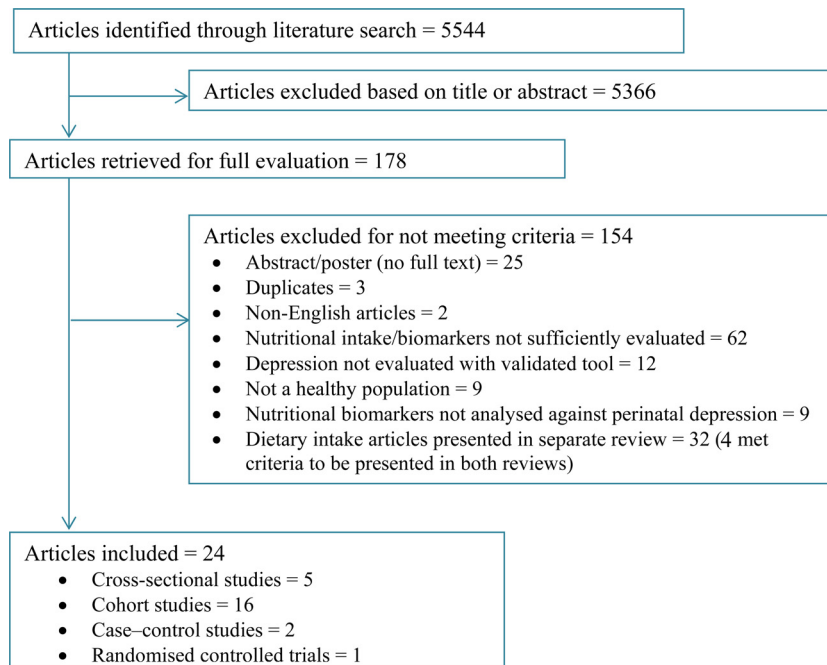 Articles identified through literature search = 5544
Articles excluded based on title or abstract = 5366
Articles retrieved for full evaluation = 178
Articles excluded for not meeting criteria = 154
• Abstract/poster (no full text) = 25
• Duplicates = 3
• Non-English articles = 2
• Nutritional intake/biomarkers not sufficiently evaluated = 62
• Depression not evaluated with validated tool = 12
• Not a healthy population = 9
• Nutritional biomarkers not analysed against perinatal depression = 9
• Dietary intake articles presented in separate review = 32 (4 met
criteria to be presented in both reviews)
Articles included = 24
• Cross-sectional studies = 5
• Cohort studies = 16
• Case–control studies = 2
• Randomised controlled trials = 1